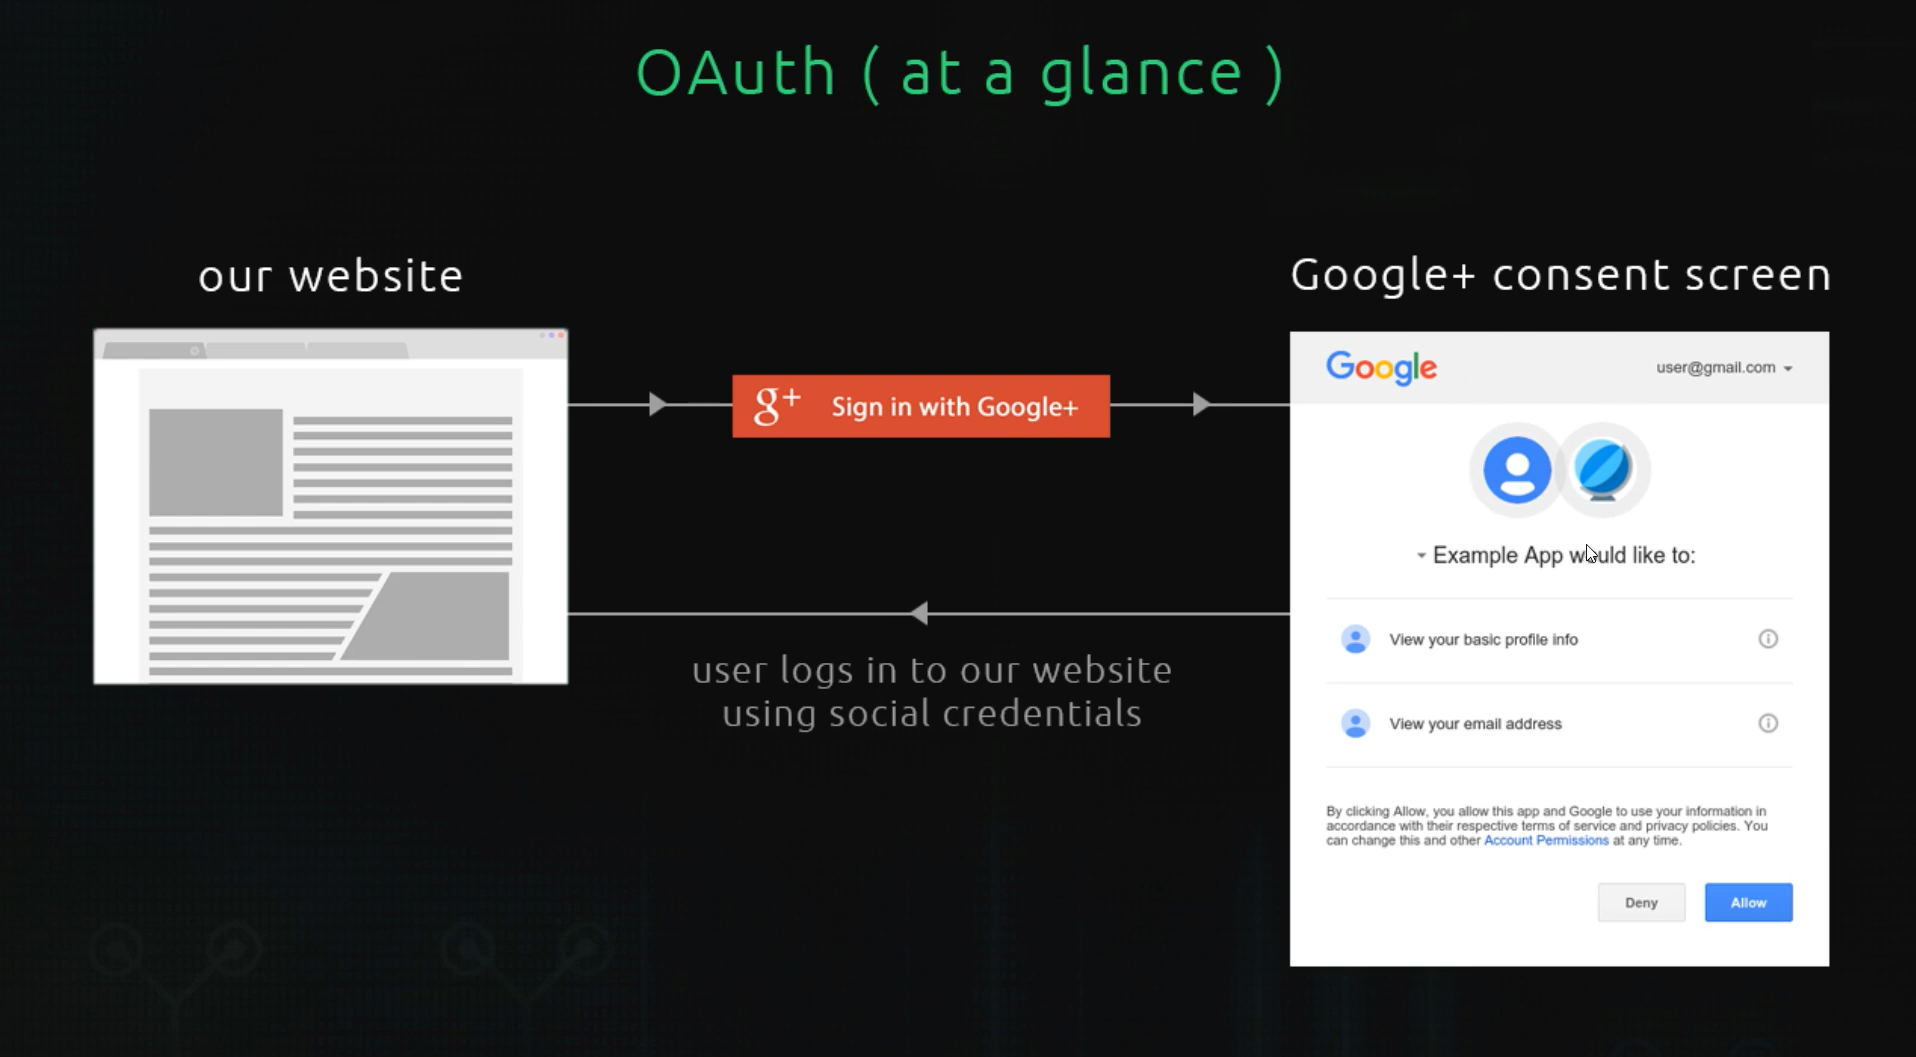 OAuth ( at a glance )
our website
Google+ consent screen
g+ Sign in with Google+
Google
user@gmail.com
Example App would like to:
View your basic profile info
View your email address
user logs in to our website
using social credentials
By clicking Allow, you allow this app and Google to use your information in
accordance with their respective terms of service and privacy policies. You
can change this and other Account Permissions at any time.
Deny
Allow